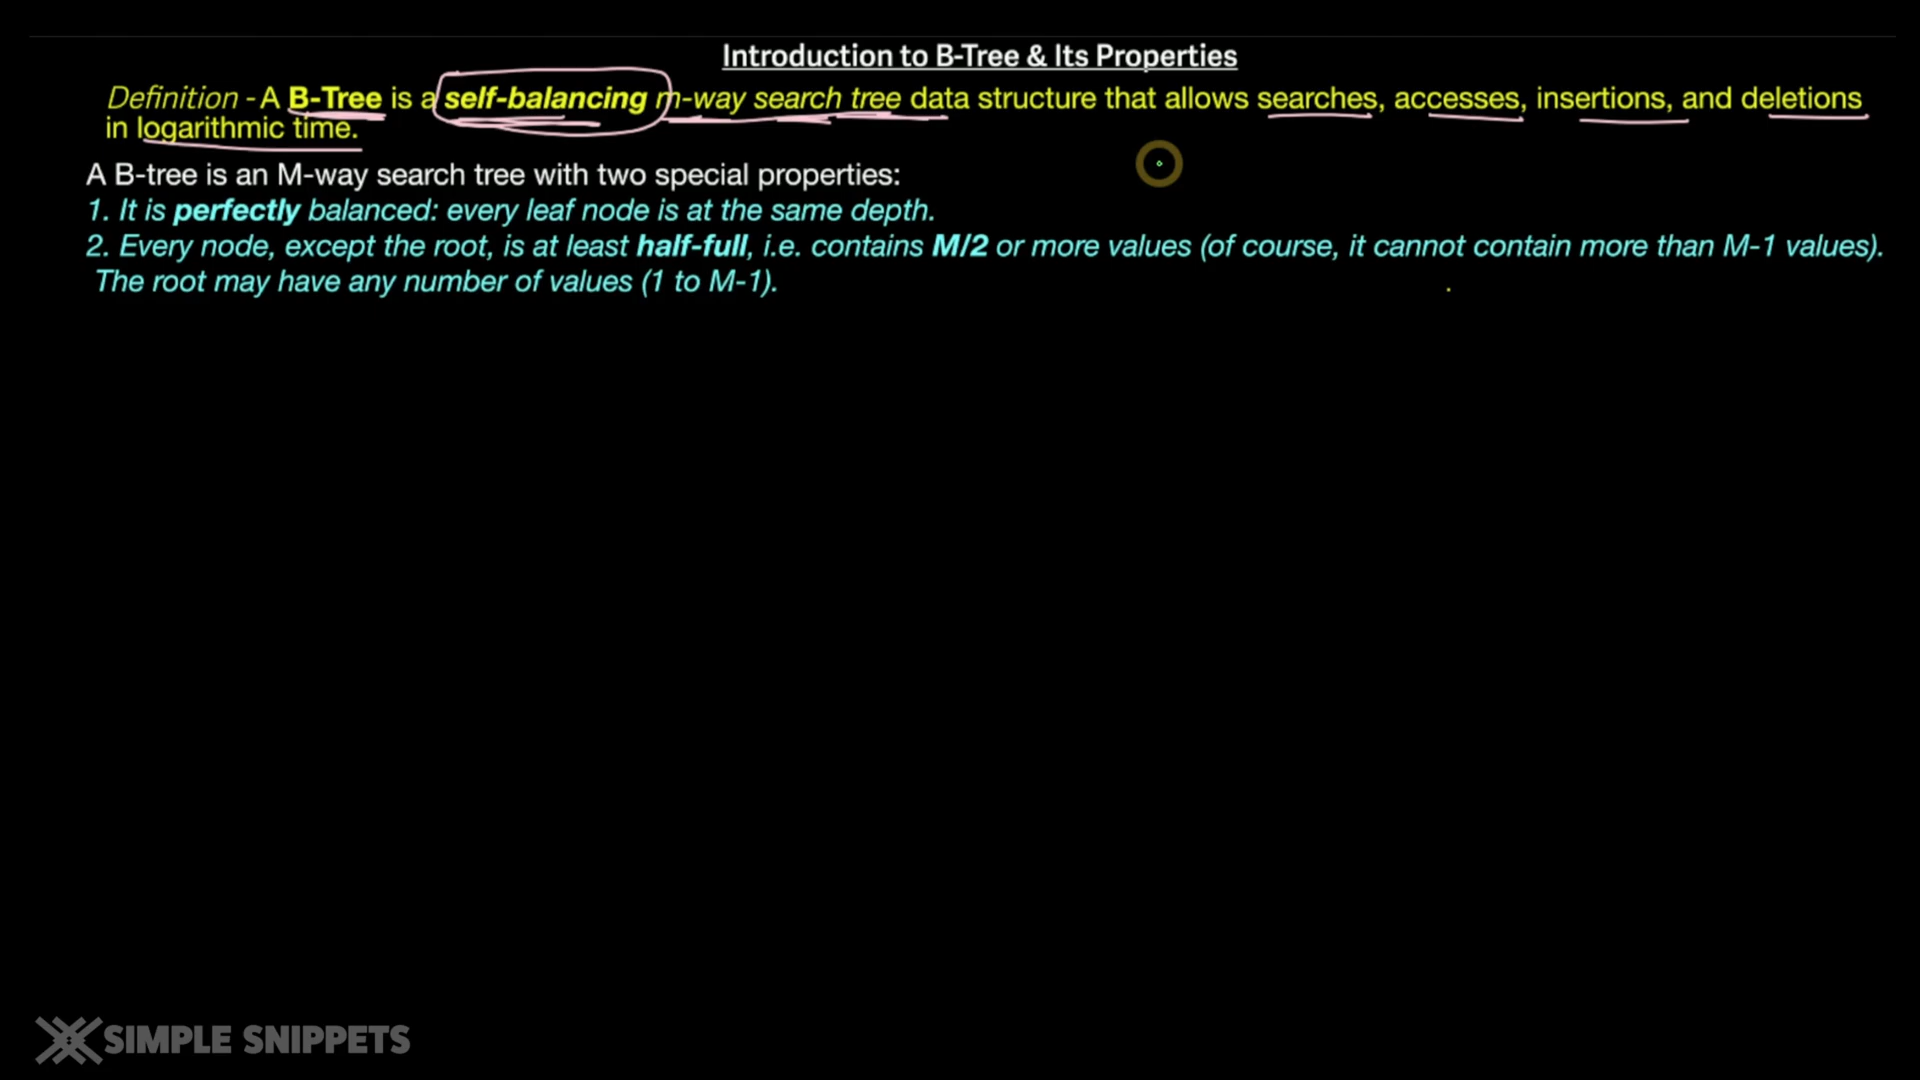 Introduction to B-Tree & Its Properties
Definition - A B-Tree is a self-balancing m-way search tree data structure that allows searches, accesses, insertions, and deletions
in logarithmic time.
A B-tree is an M-way search tree with two special properties:
1. It is perfectly balanced: every leaf node is at the same depth.
2. Every node, except the root, is at least half-full, i.e. contains M/2 or more values (of course, it cannot contain more than M-1 values).
The root may have any number of values (1 to M-1).
SIMPLE SNIPPETS